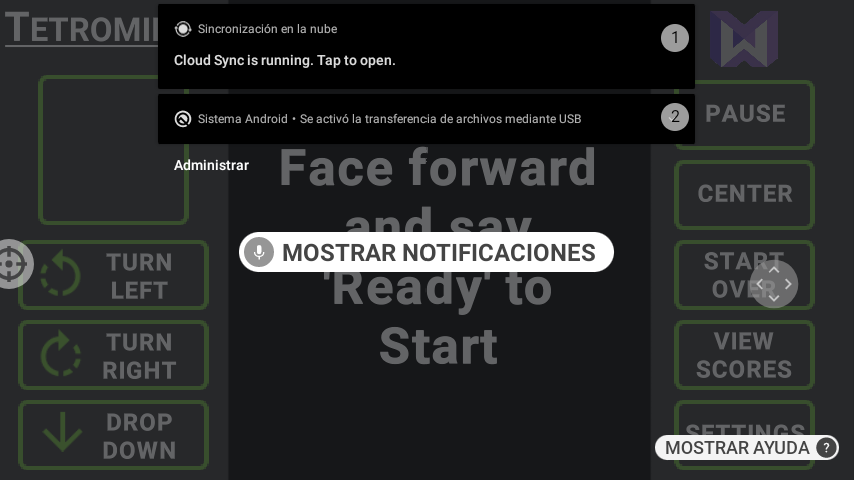 TETROMI
Sincronización en la nube
1
Cloud Sync is running. Tap to open.
Sistema Android • Se activó la transferencia de archivos mediante USB
2
PAUSE
Administrar
Face forward
and say
CENTER
MOSTRAR NOTIFICACIONES
TURN
LEFT
'Ready' to
START
OVER
Start
TURN
RIGHT
VIEW
SCORES
DROP
DOWN
SETTINGS
MOSTRAR AYUDA ?